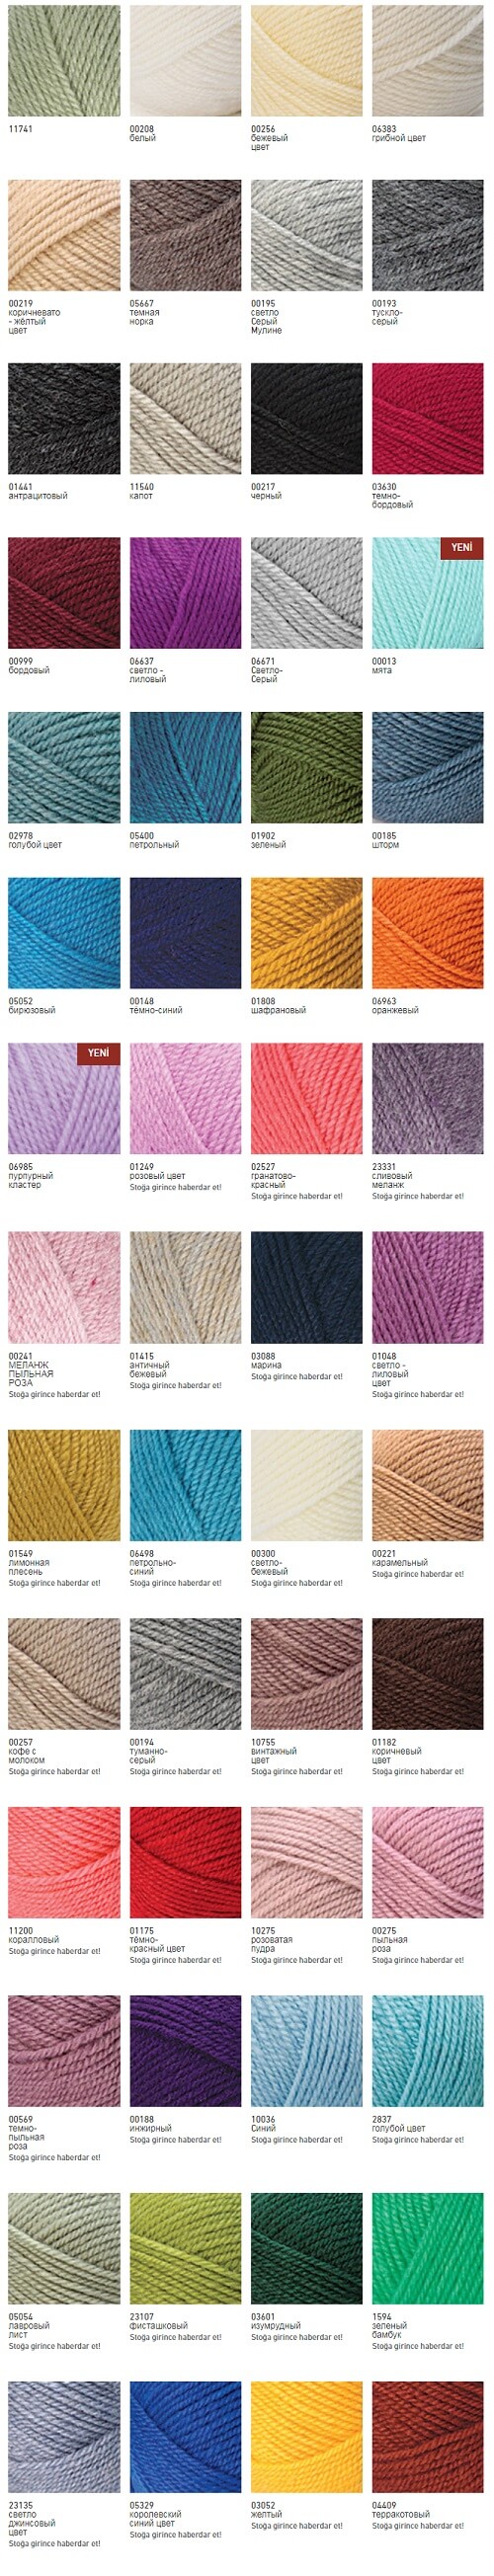 11741
00208
белый
00256
бежевый
цвет
06383
грибной цвет
00219
коричневато
- жёлтый
цвет
05667
темная
норка
00195
светло
Серый
Мулине
00193
тускло-
серый
01441
антрацитовый
11540
капот
00217
черный
03630
темно-
бордовый
00999
бордовый
06637
светло -
лиловый
06671
Светло-
Серый
YENİ
00013
мята
02978
голубой цвет
05400
петрольный
01902
зеленый
00185
шторм
05052
бирюзовый
00148
тёмно-синий
01808
шафрановый
06963
оранжевый
YENİ
06985
пурпурный
кластер
01249
розовый цвет
Stoğa girince haberdar et!
02527
гранатово-
красный
Stoğa girince haberdar et!
23331
сливовый
меланж
Stoğa girince haberdar et!
00241
МЕЛАНЖ
ПЫЛЬНАЯ
РОЗА
Stoğa girince haberdar et!
01415
античный
бежевый
Stoğa girince haberdar et!
03088
марина
Stoğa girince haberdar et!
01048
светло -
лиловый
цвет
Stoğa girince haberdar et!
01549
лимонная
плесень
Stoğa girince haberdar et!
06498
петрольно-
синий
Stoğa girince haberdar et!
00300
светло-
бежевый
Stoğa girince haberdar et!
00221
карамельный
Stoğa girince haberdar et!
00257
кофе с
молоком
Stoğa girince haberdar et!
00194
туманно-
серый
Stoğa girince haberdar et!
10755
винтажный
цвет
Stoğa girince haberdar et!
01182
коричневый
цвет
Stoğa girince haberdar et!
11200
коралловый
Stoğa girince haberdar et!
01175
тёмно-
красный цвет
Stoğa girince haberdar et!
10275
розоватая
пудра
Stoğa girince haberdar et!
00275
пыльная
роза
Stoğa girince haberdar et!
00569
темно-
пыльная
роза
Stoğa girince haberdar et!
00188
инжирный
Stoğa girince haberdar et!
10036
Синий
Stoğa girince haberdar et!
2837
голубой цвет
Stoğa girince haberdar et!
05054
лавровый
лист
Stoğa girince haberdar et!
23107
фисташковый
Stoğa girince haberdar et!
03601
изумрудный
Stoğa girince haberdar et!
1594
зеленый
бамбук
Stoğa girince haberdar et!
23135
светло
джинсовый
цвет
Stoğa girince haberdar et!
05329
королевский
синий цвет
Stoğa girince haberdar et!
03052
желтый
Stoğa girince haberdar et!
04409
терракотовый
Stoğa girince haberdar et!